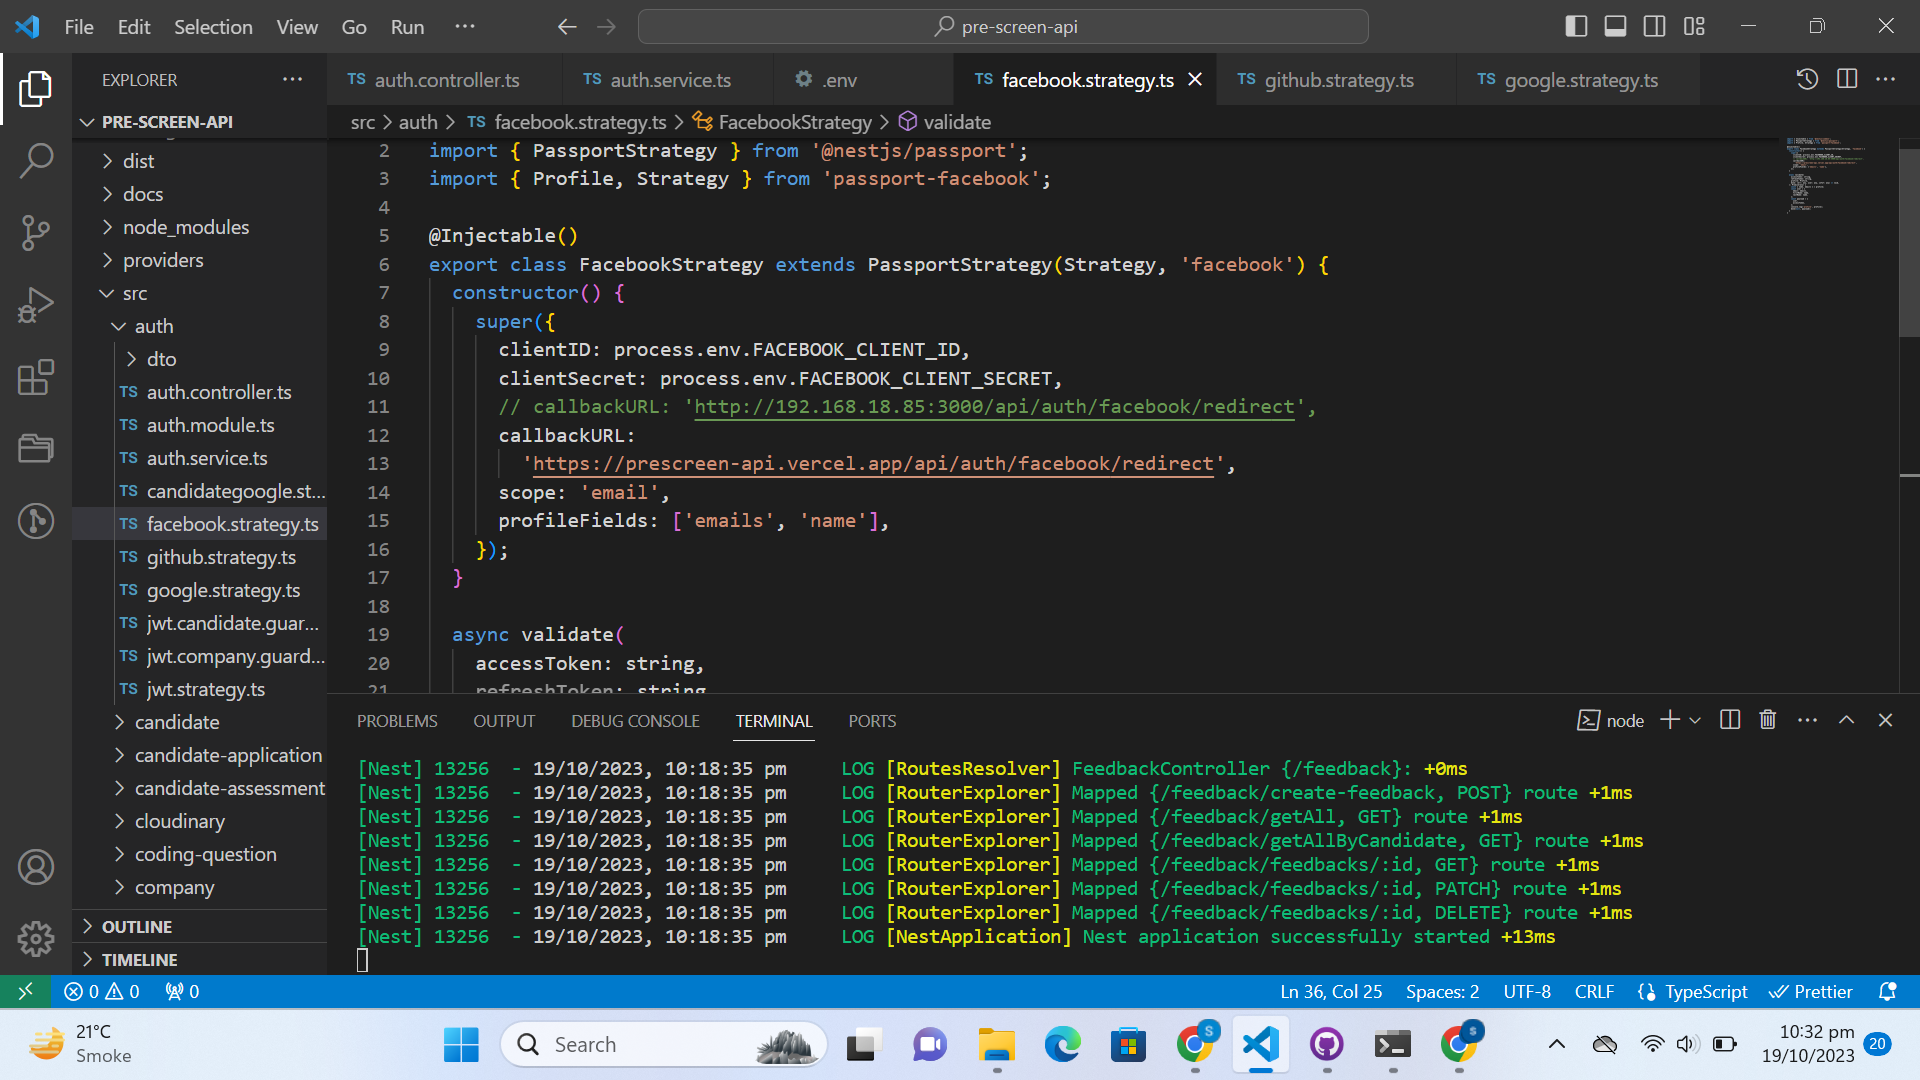 File Edit Selection View Go Run ···
pre-screen-api
EXPLORER ···
TS auth.controller.ts
TS auth.service.ts
.env
TS facebook.strategy.ts
TS github.strategy.ts
TS google.strategy.ts
PRE-SCREEN-API
src > auth > TS facebook.strategy.ts > FacebookStrategy > validate
dist
docs
node_modules
providers
src
auth
dto
TS auth.controller.ts
TS auth.module.ts
TS auth.service.ts
TS candidategoogle.st...
TS facebook.strategy.ts
TS github.strategy.ts
TS google.strategy.ts
TS jwt.candidate.guar...
TS jwt.company.guard...
TS jwt.strategy.ts
candidate
candidate-application
candidate-assessment
cloudinary
coding-question
company
OUTLINE
TIMELINE
2 import { PassportStrategy } from '@nestjs/passport';
3 import { Profile, Strategy } from 'passport-facebook';
4
5 @Injectable()
6 export class FacebookStrategy extends PassportStrategy(Strategy, 'facebook') {
7 constructor() {
8 super({
9 clientID: process.env.FACEBOOK_CLIENT_ID,
10 clientSecret: process.env.FACEBOOK_CLIENT_SECRET,
11 // callbackURL: 'http://192.168.18.85:3000/api/auth/facebook/redirect',
12 callbackURL:
13 'https://prescreen-api.vercel.app/api/auth/facebook/redirect',
14 scope: 'email',
15 profileFields: ['emails', 'name'],
16 });
17 }
18
19 async validate(
20 accessToken: string,
21 refreshToken: string
PROBLEMS OUTPUT DEBUG CONSOLE TERMINAL PORTS
node
[Nest] 13256 - 19/10/2023, 10:18:35 pm LOG [RoutesResolver] FeedbackController {/feedback}: +0ms
[Nest] 13256 - 19/10/2023, 10:18:35 pm LOG [RouterExplorer] Mapped {/feedback/create-feedback, POST} route +1ms
[Nest] 13256 - 19/10/2023, 10:18:35 pm LOG [RouterExplorer] Mapped {/feedback/getAll, GET} route +1ms
[Nest] 13256 - 19/10/2023, 10:18:35 pm LOG [RouterExplorer] Mapped {/feedback/getAllByCandidate, GET} route +1ms
[Nest] 13256 - 19/10/2023, 10:18:35 pm LOG [RouterExplorer] Mapped {/feedback/feedbacks/:id, GET} route +1ms
[Nest] 13256 - 19/10/2023, 10:18:35 pm LOG [RouterExplorer] Mapped {/feedback/feedbacks/:id, PATCH} route +1ms
[Nest] 13256 - 19/10/2023, 10:18:35 pm LOG [RouterExplorer] Mapped {/feedback/feedbacks/:id, DELETE} route +1ms
[Nest] 13256 - 19/10/2023, 10:18:35 pm LOG [NestApplication] Nest application successfully started +13ms
0 0 0
Ln 36, Col 25 Spaces: 2 UTF-8 CRLF {} TypeScript Prettier
21°C
Smoke
Search
S
S
10:32 pm
19/10/2023
20